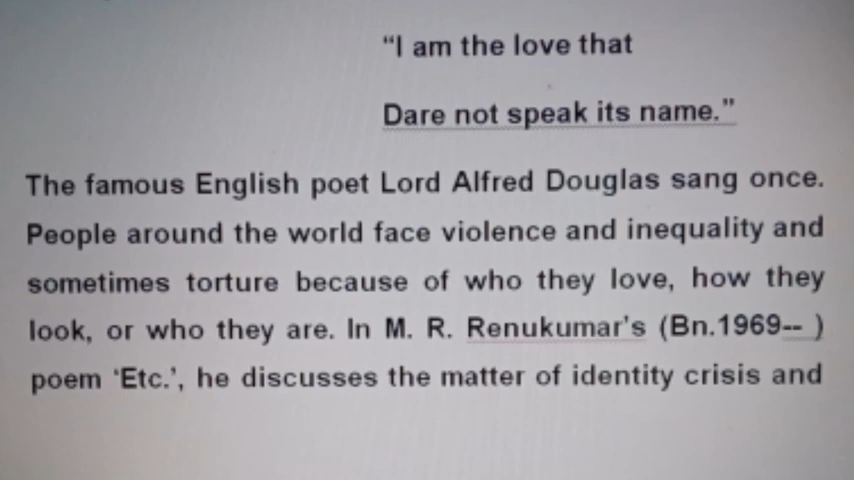 “I am the love that
Dare not speak its name.”
The famous English poet Lord Alfred Douglas sang once.
People around the world face violence and inequality and
sometimes torture because of who they love, how they
look, or who they are. In M. R. Renukumar's (Bn.1969-- )
poem ‘Etc.’, he discusses the matter of identity crisis and